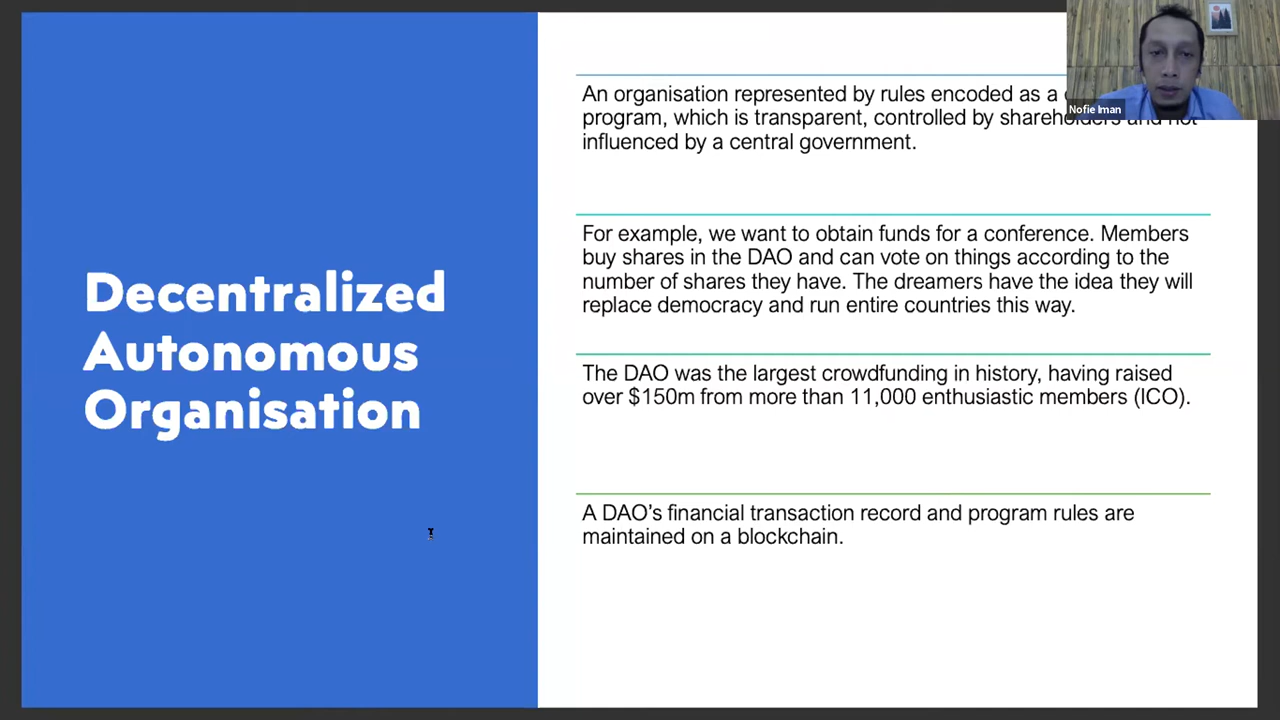 Decentralized
Autonomous
Organisation
An organisation represented by rules encoded as a
program, which is transparent, controlled by shareholders and not
influenced by a central government.
For example, we want to obtain funds for a conference. Members
buy shares in the DAO and can vote on things according to the
number of shares they have. The dreamers have the idea they will
replace democracy and run entire countries this way.
The DAO was the largest crowdfunding in history, having raised
over $150m from more than 11,000 enthusiastic members (ICO).
A DAO's financial transaction record and program rules are
maintained on a blockchain.
Nofie Iman